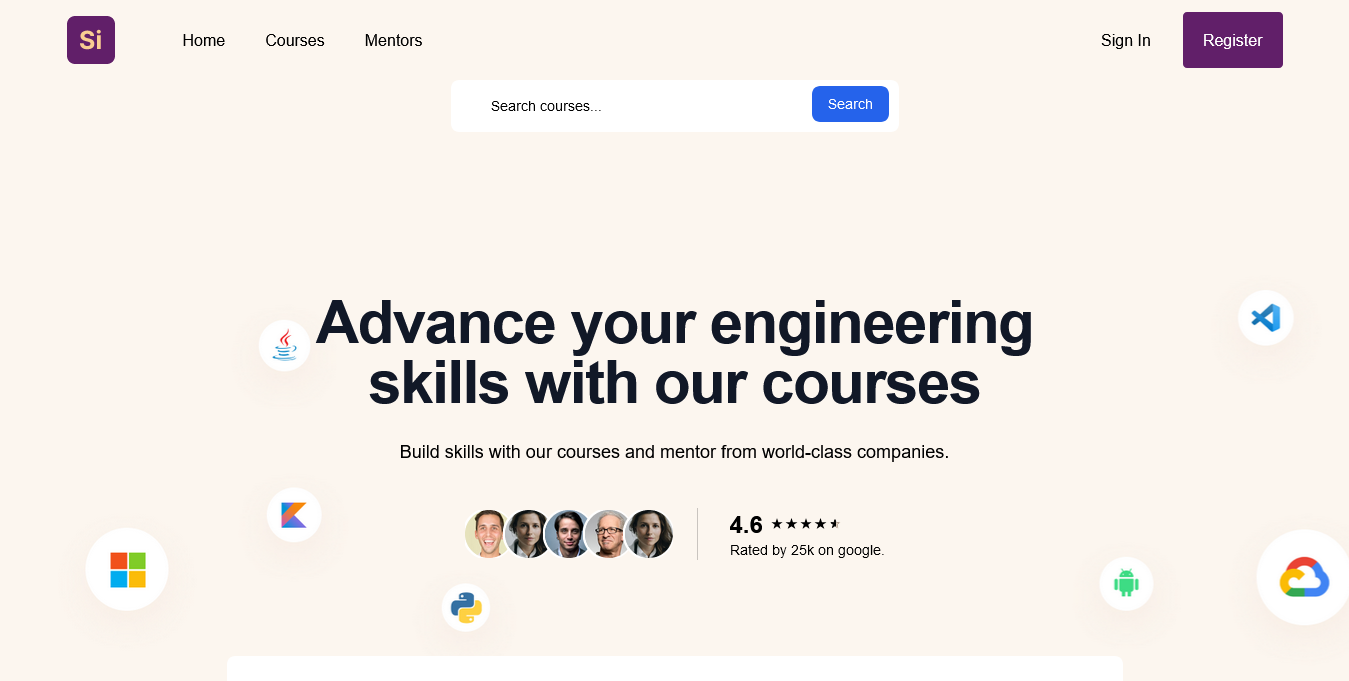 Si
Home
Courses
Mentors
Sign In
Register
Search courses...
Search
Advance your engineering
skills with our courses
Build skills with our courses and mentor from world-class companies.
4.6
Rated by 25k on google.